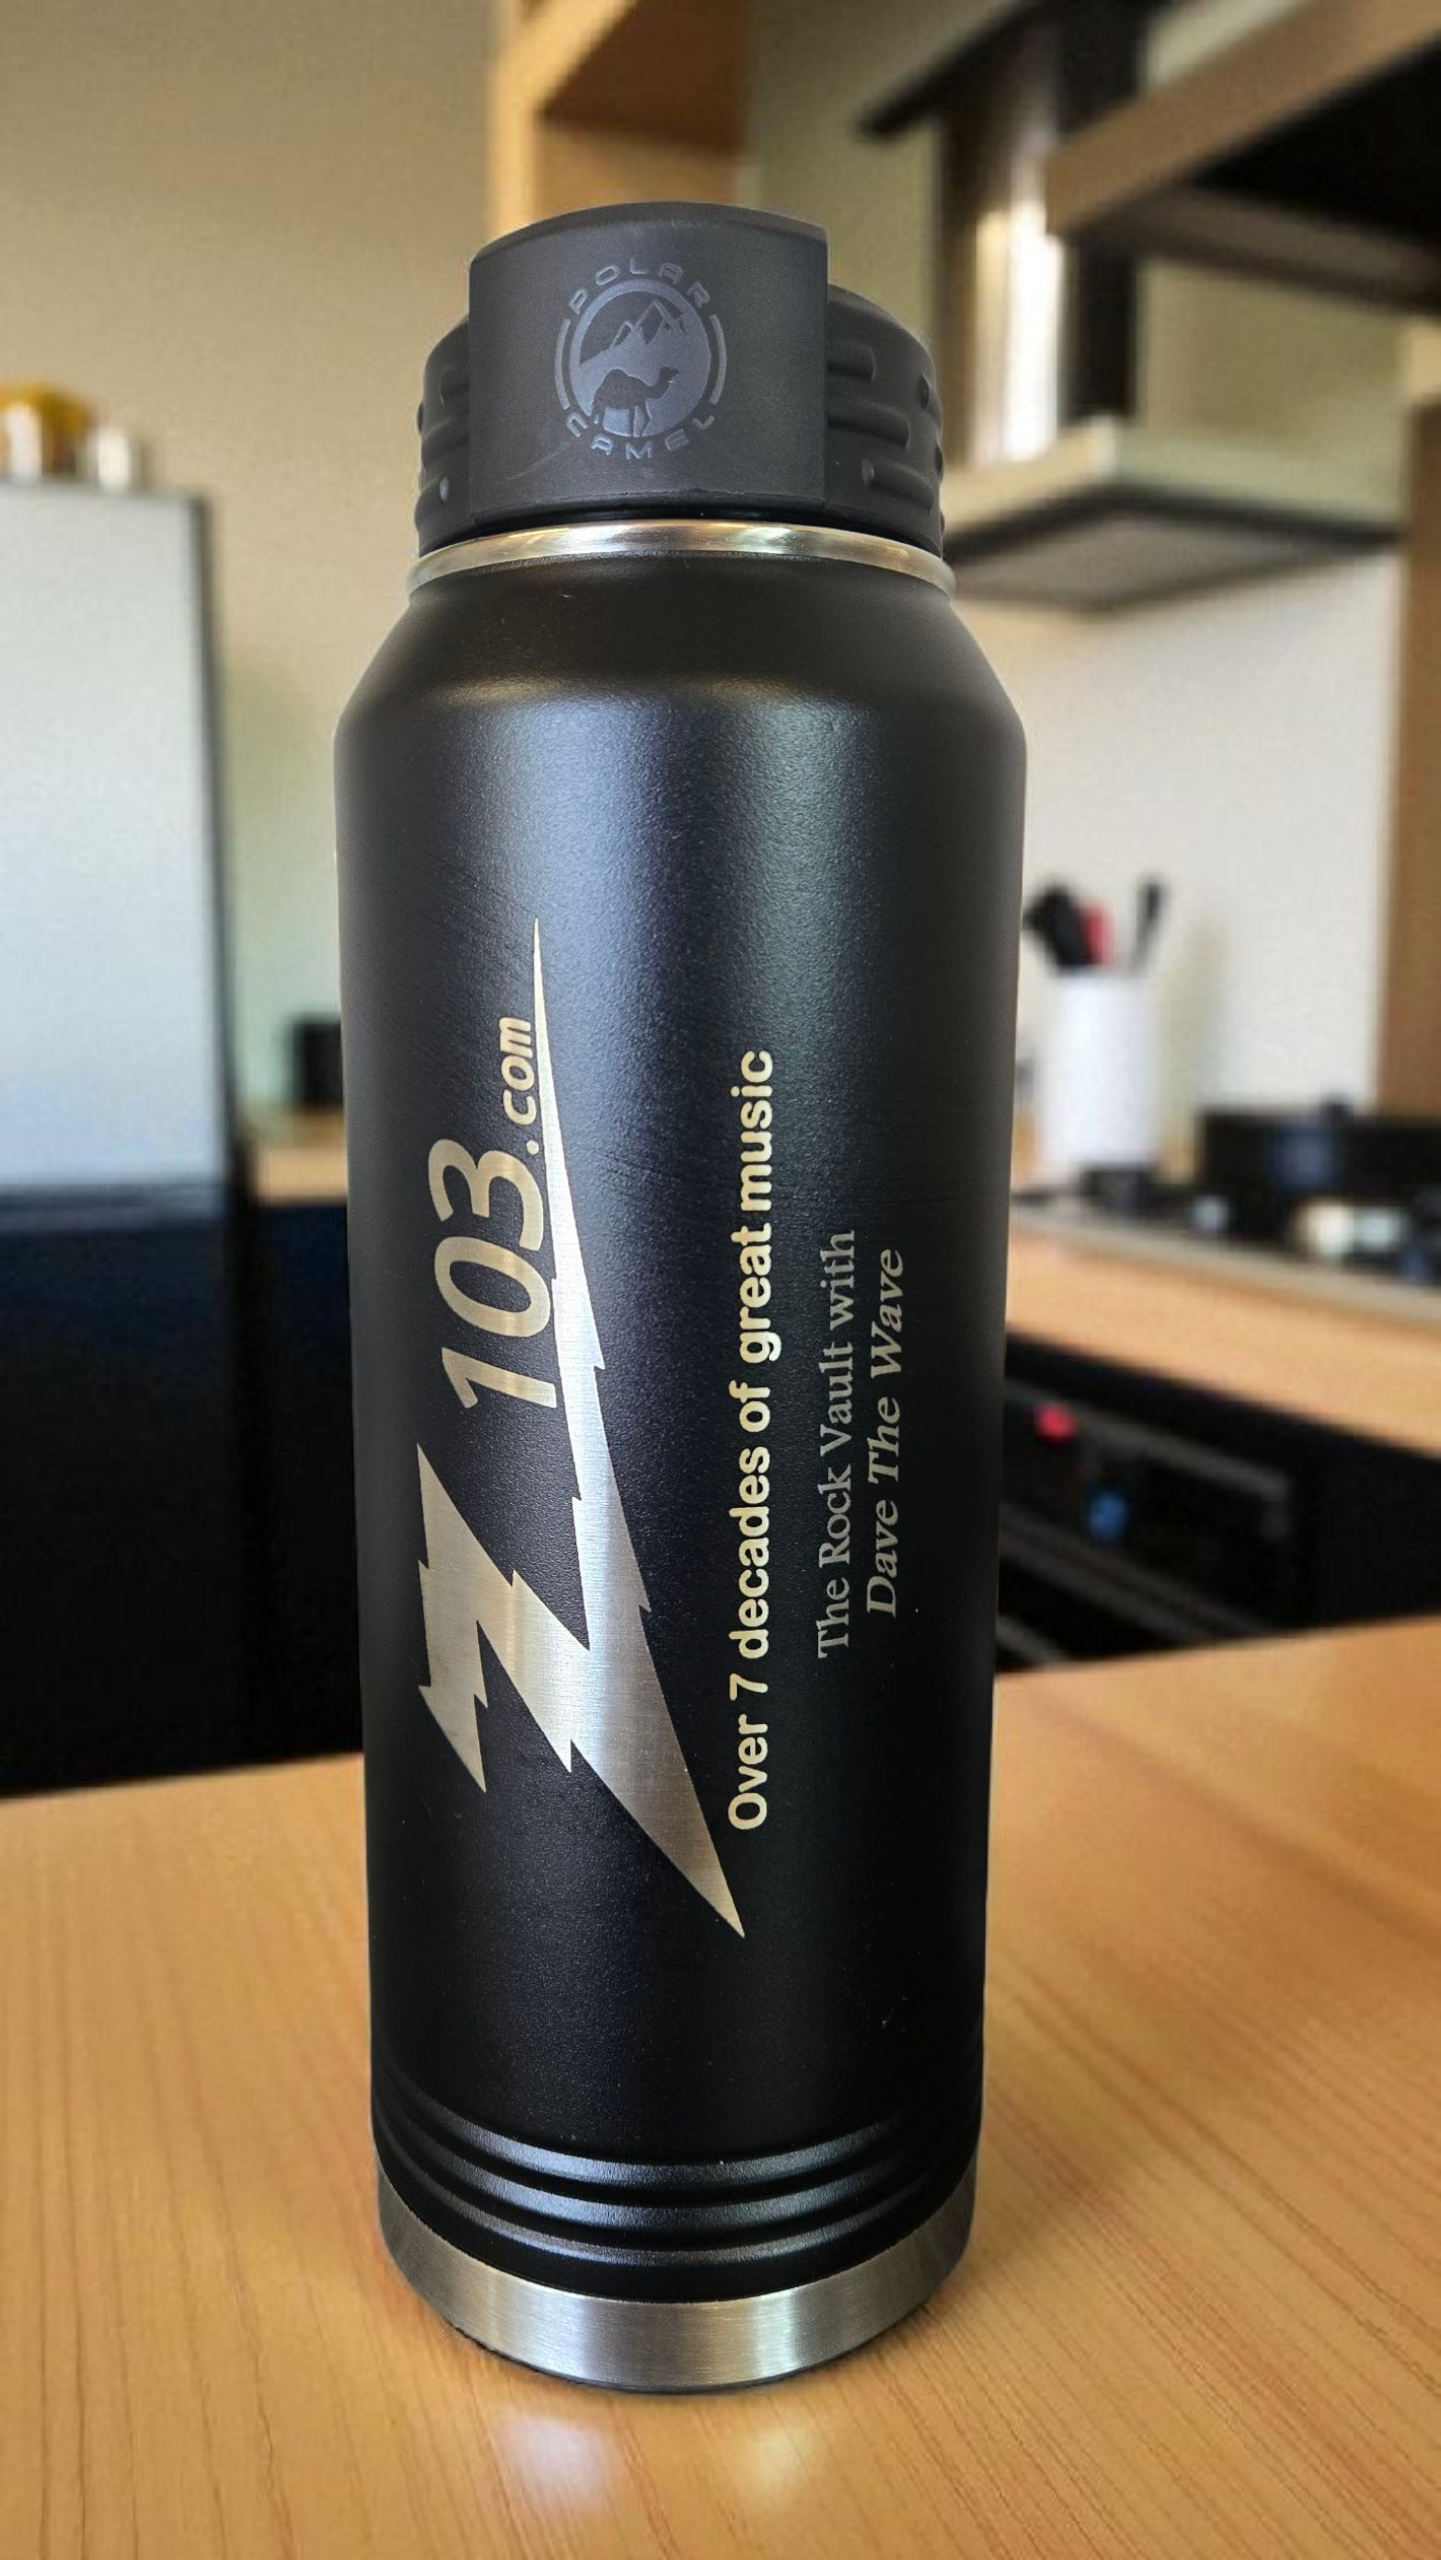 POLAR
CAMEL
Z103.com
Over 7 decades of great music
The Rock Vault with
Dave The Wave